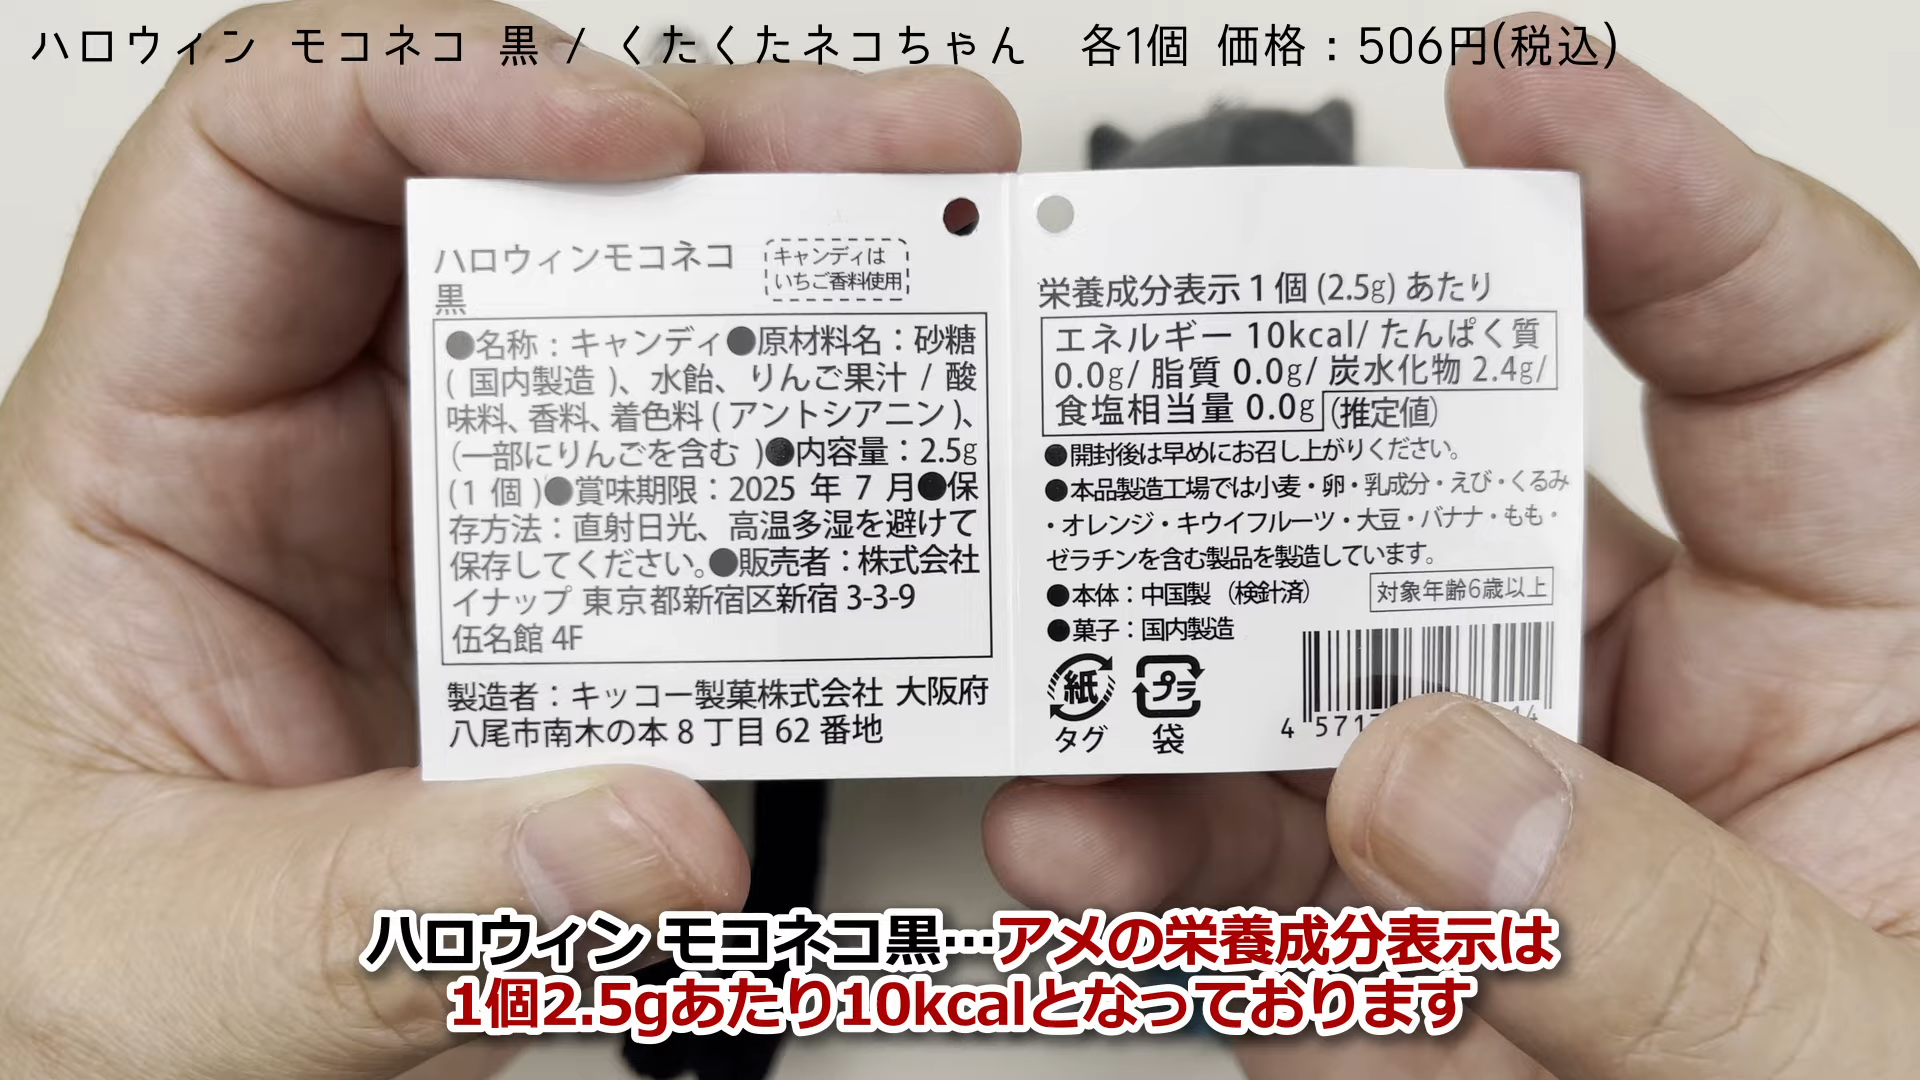 ハロウィン モコネコ 黒 / くたくたネコちゃん 各1個 価格：506円(税込)
ハロウィンモコネコ
黒
キャンディは
いちご香料使用
●名称：キャンディ●原材料名：砂糖
(国内製造)、水飴、りんご果汁 / 酸
味料、香料、着色料(アントシアニン)、
(一部にりんごを含む)●内容量：2.5g
(1個)●賞味期限：2025年7月●保
存方法：直射日光、高温多湿を避けて
保存してください。●販売者：株式会社
イナップ 東京都新宿区新宿 3-3-9
伍名館 4F
製造者：キッコー製菓株式会社 大阪府
八尾市南木の本8丁目62番地
栄養成分表示1個(2.5g)あたり
エネルギー 10kcal/ たんぱく質
0.0g/ 脂質 0.0g/ 炭水化物 2.4g/
食塩相当量 0.0g (推定値)
●開封後は早めにお召し上がりください。
●本品製造工場では小麦・卵・乳成分・えび・くるみ
・オレンジ・キウイフルーツ・大豆・バナナ・もも・
ゼラチンを含む製品を製造しています。
●本体：中国製（検針済）
対象年齢6歳以上
●菓子：国内製造
紙
タグ
プラ
袋
4 571
14
ハロウィン モコネコ黒…アメの栄養成分表示は
1個2.5gあたり10kcalとなっております